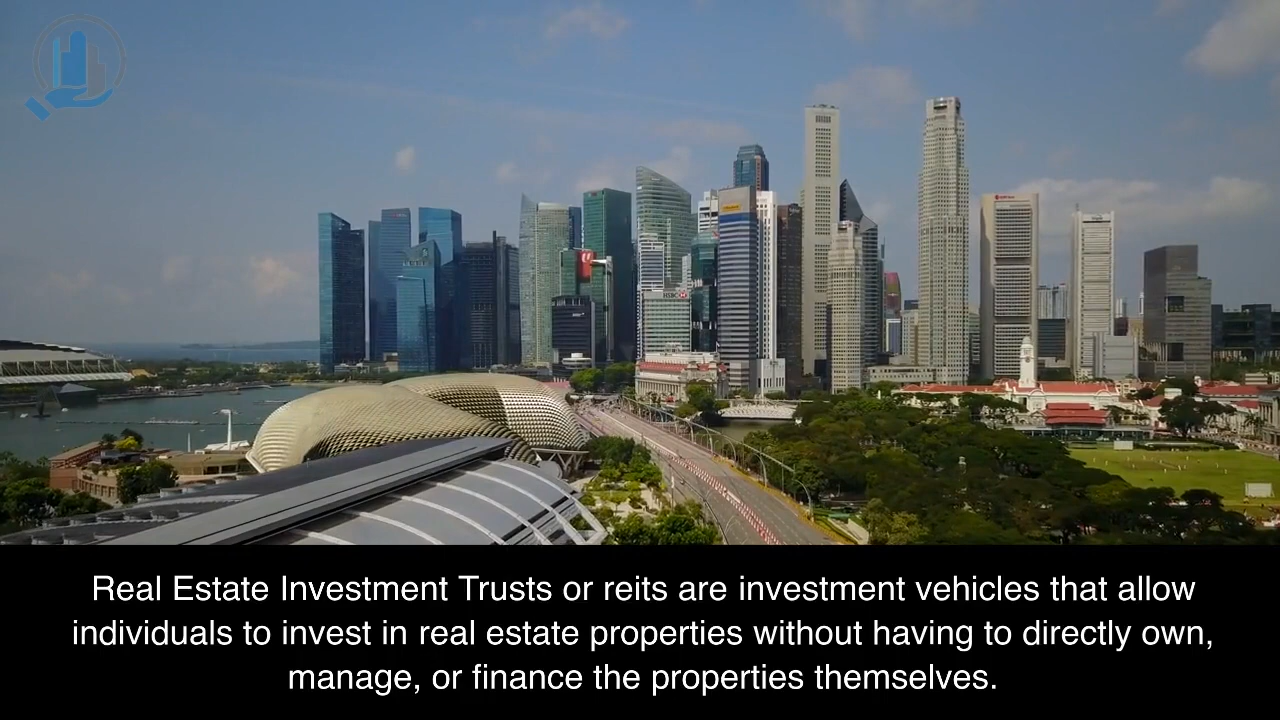 HSBC
Real Estate Investment Trusts or reits are investment vehicles that allow
individuals to invest in real estate properties without having to directly own,
manage, or finance the properties themselves.